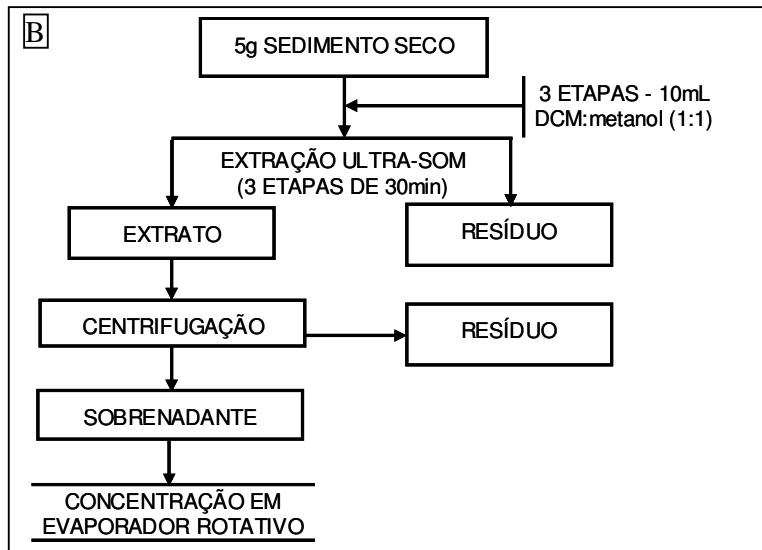 B
5g SEDIMENTO SECO
3 ETAPAS - 10mL
DCM:metanol (1:1)
EXTRAÇÃO ULTRA-SOM
(3 ETAPAS DE 30min)
EXTRATO
RESÍDUO
CENTRIFUGAÇÃO
RESÍDUO
SOBRENADANTE
CONCENTRAÇÃO EM
EVAPORADOR ROTATIVO